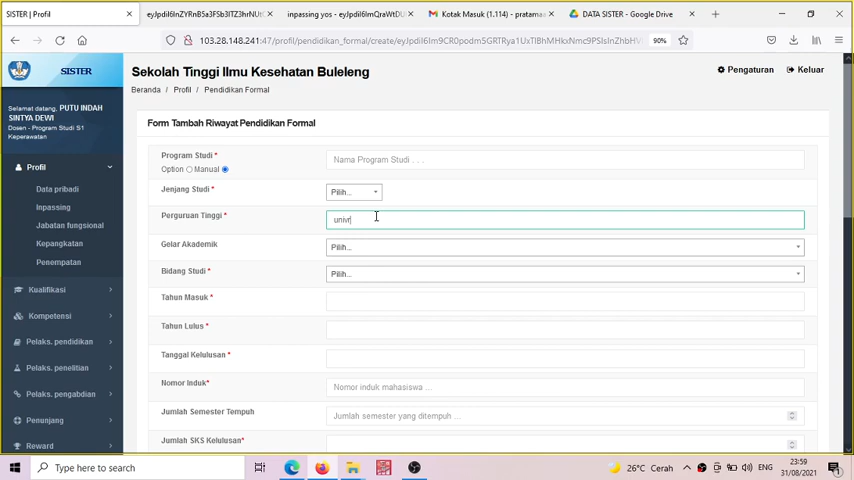 SISTER | Profil
inpassing yos - eyJpdiI6ImQraWtDU
Kotak Masuk (1.114) - pratamas
DATA SISTER - Google Drive
90%
SISTER
Sekolah Tinggi Ilmu Kesehatan Buleleng
Pengaturan
Keluar
Beranda / Profil / Pendidikan Formal
Selamat datang, PUTU INDAH SINTYA DEWI
Dosen - Program Studi S1 Keperawatan
Profil
Data pribadi
Inpassing
Jabatan fungsional
Kepangkatan
Penempatan
Kualifikasi
Kompetensi
Pelaks. pendidikan
Pelaks. penelitian
Pelaks. pengabdian
Penunjang
Reward
Form Tambah Riwayat Pendidikan Formal
Program Studi *
Option Manual
Nama Program Studi . . .
Jenjang Studi *
Pilih...
Perguruan Tinggi *
univr
Gelar Akademik
Pilih...
Bidang Studi *
Pilih...
Tahun Masuk *
Tahun Lulus *
Tanggal Kelulusan *
Nomor Induk*
Nomor induk mahasiswa ...
Jumlah Semester Tempuh
Jumlah semester yang ditempuh ...
Jumlah SKS Kelulusan*
Type here to search
26°C Cerah
ENG
23:59
31/08/2021